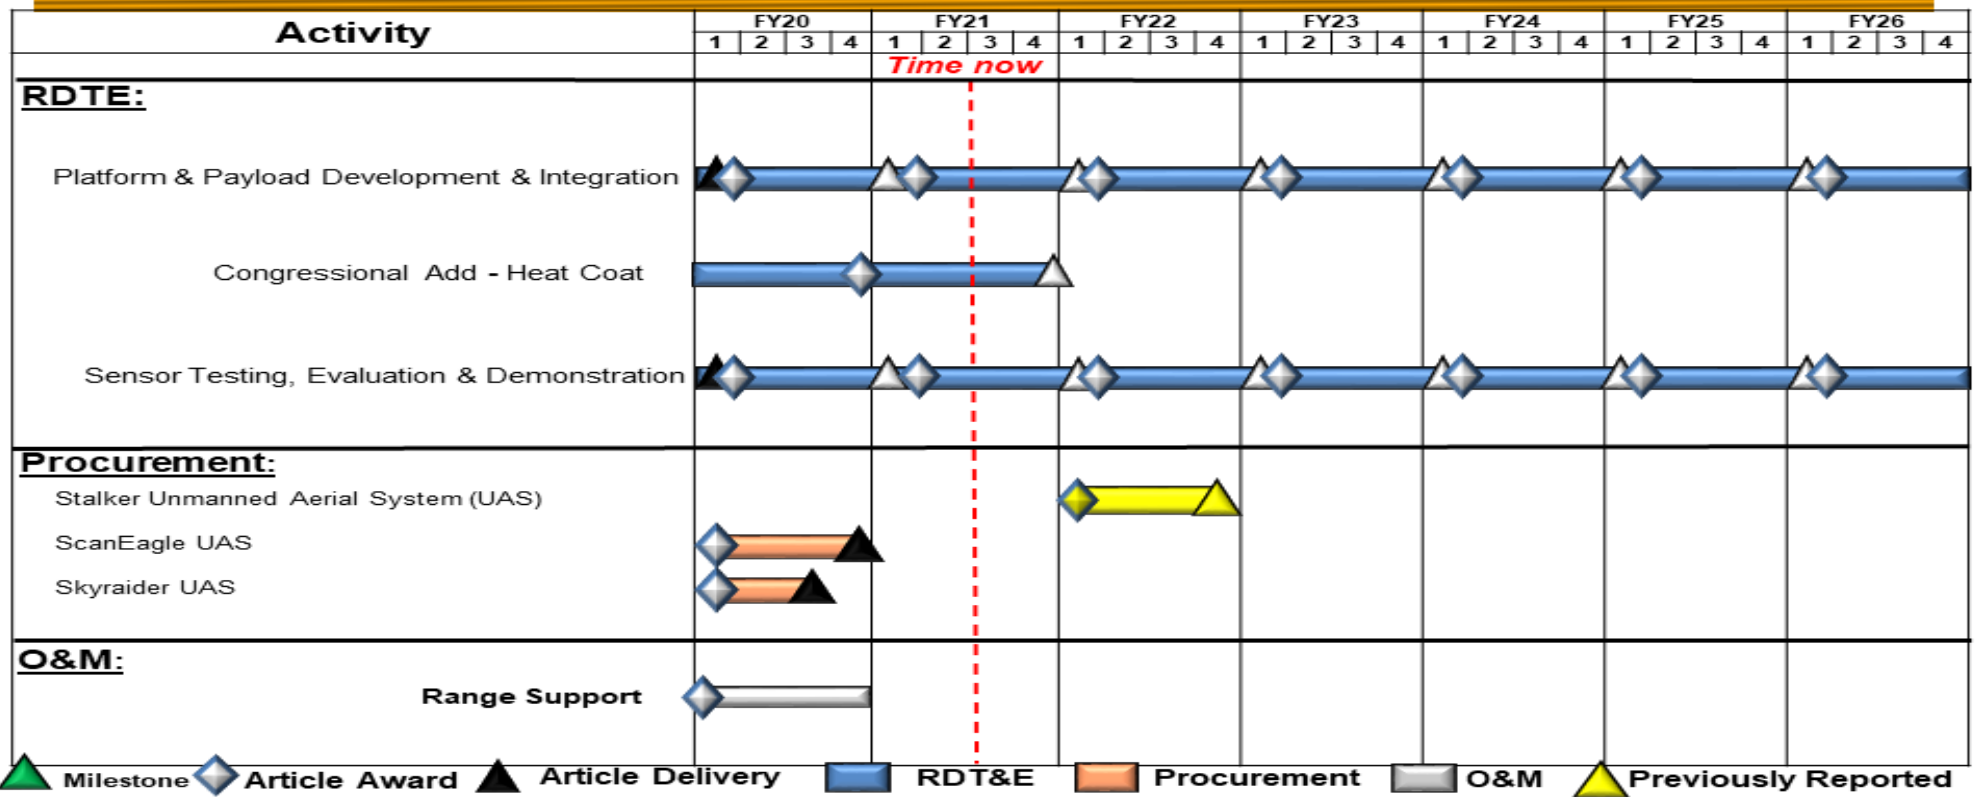 Activity FY20 FY21 FY22 FY23 FY24 FY25 FY26
1 2 3 4 1 2 3 4 1 2 3 4 1 2 3 4 1 2 3 4 1 2 3 4 1 2 3 4
Time now
RDTE:
Platform & Payload Development & Integration
Congressional Add - Heat Coat
Sensor Testing, Evaluation & Demonstration
Procurement:
Stalker Unmanned Aerial System (UAS)
ScanEagle UAS
Skyraider UAS
O&M:
Range Support
Milestone Article Award Article Delivery RDT&E Procurement O&M Previously Reported